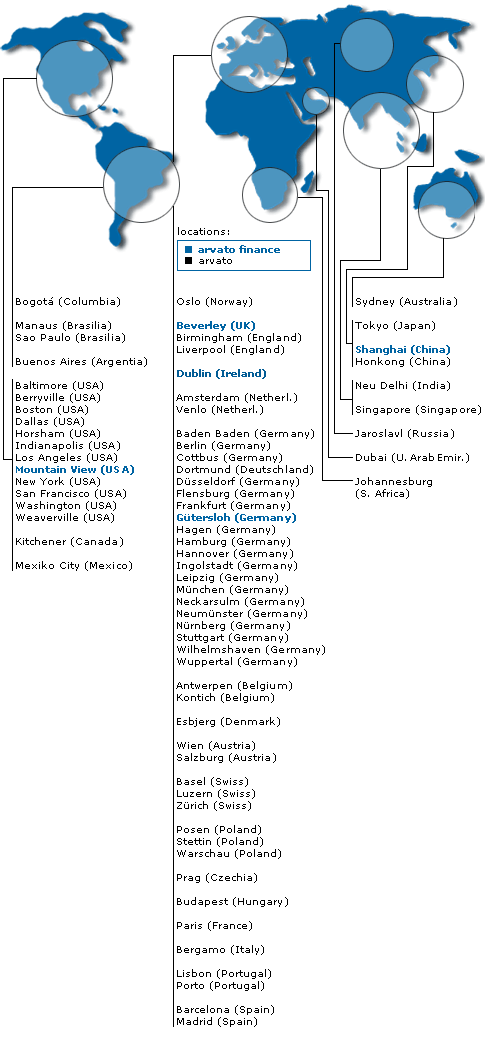 locations:
arvato finance
arvato
Bogotá (Columbia)
Manaus (Brasilia)
Sao Paulo (Brasilia)
Buenos Aires (Argentia)
Baltimore (USA)
Berryville (USA)
Boston (USA)
Dallas (USA)
Horsham (USA)
Indianapolis (USA)
Los Angeles (USA)
Mountain View (USA)
New York (USA)
San Francisco (USA)
Washington (USA)
Weaverville (USA)
Kitchener (Canada)
Mexiko City (Mexico)
Oslo (Norway)
Beverley (UK)
Birmingham (England)
Liverpool (England)
Dublin (Ireland)
Amsterdam (Netherl.)
Venlo (Netherl.)
Baden Baden (Germany)
Berlin (Germany)
Cottbus (Germany)
Dortmund (Deutschland)
Düsseldorf (Germany)
Flensburg (Germany)
Frankfurt (Germany)
Gütersloh (Germany)
Hagen (Germany)
Hamburg (Germany)
Hannover (Germany)
Ingolstadt (Germany)
Leipzig (Germany)
München (Germany)
Neckarsulm (Germany)
Neumünster (Germany)
Nürnberg (Germany)
Stuttgart (Germany)
Wilhelmshaven (Germany)
Wuppertal (Germany)
Antwerpen (Belgium)
Kontich (Belgium)
Esbjerg (Denmark)
Wien (Austria)
Salzburg (Austria)
Basel (Swiss)
Luzern (Swiss)
Zürich (Swiss)
Posen (Poland)
Stettin (Poland)
Warschau (Poland)
Prag (Czechia)
Budapest (Hungary)
Paris (France)
Bergamo (Italy)
Lisbon (Portugal)
Porto (Portugal)
Barcelona (Spain)
Madrid (Spain)
Sydney (Australia)
Tokyo (Japan)
Shanghai (China)
Honkong (China)
Neu Delhi (India)
Singapore (Singapore)
Jaroslavl (Russia)
Dubai (U. Arab Emir.)
Johannesburg
(S. Africa)